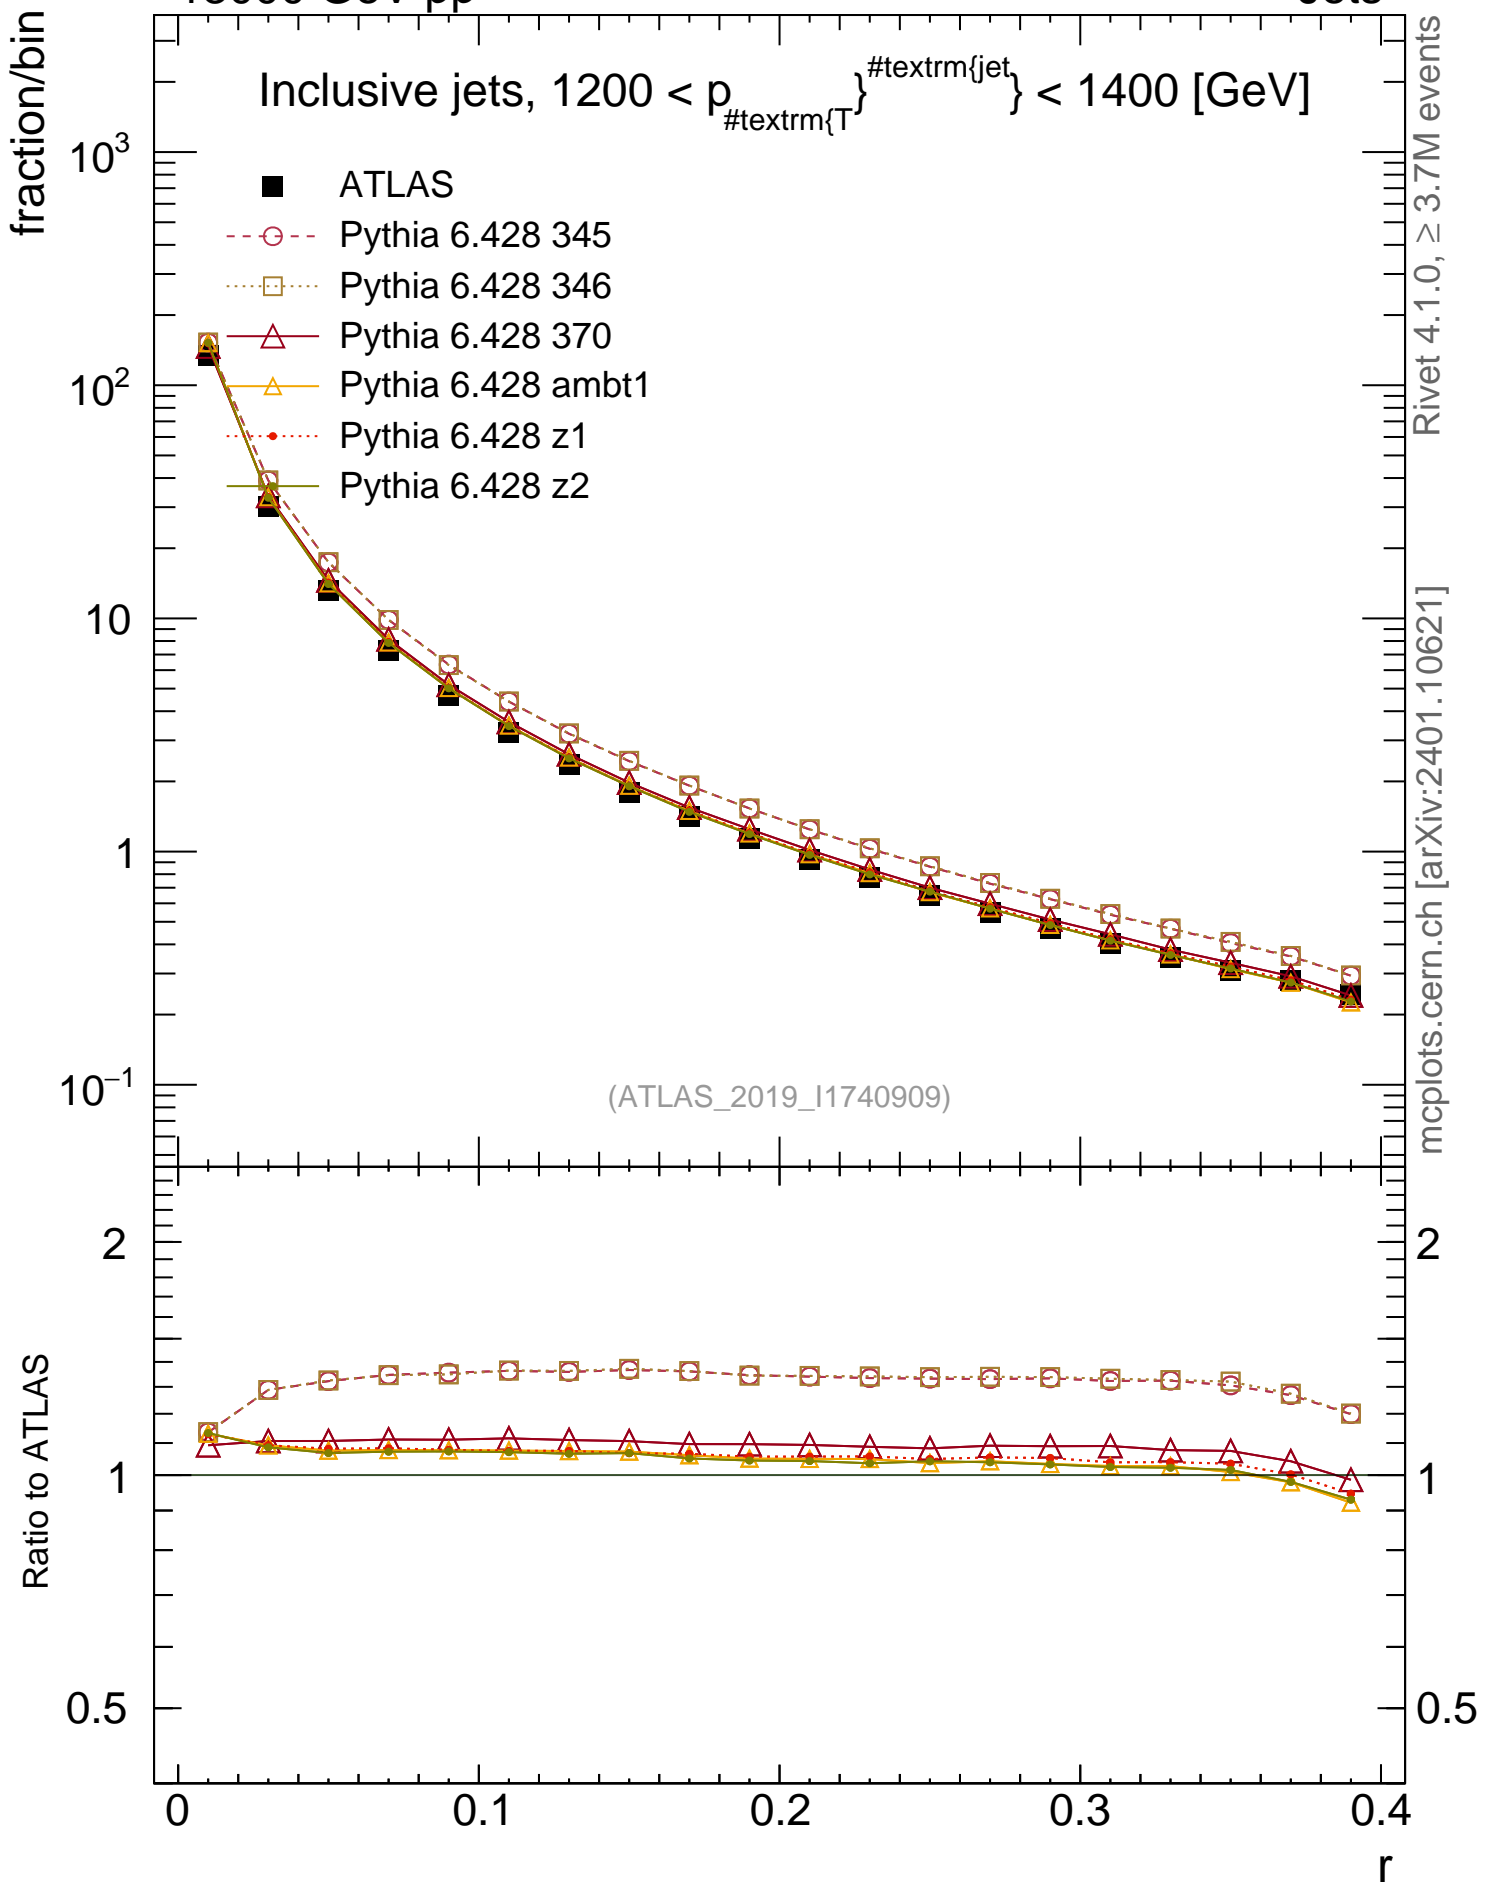 fraction/bin
Inclusive jets, 1200 < p_#textrm{T}^#textrm{jet} < 1400 [GeV]
ATLAS
Pythia 6.428 345
Pythia 6.428 346
Pythia 6.428 370
Pythia 6.428 ambt1
Pythia 6.428 z1
Pythia 6.428 z2
10³
10²
10
1
10⁻¹
(ATLAS_2019_I1740909)
Rivet 4.1.0, ≥ 3.7M events
mcplots.cern.ch [arXiv:2401.10621]
Ratio to ATLAS
2
1
0.5
2
1
0.5
0 0.1 0.2 0.3 0.4
r